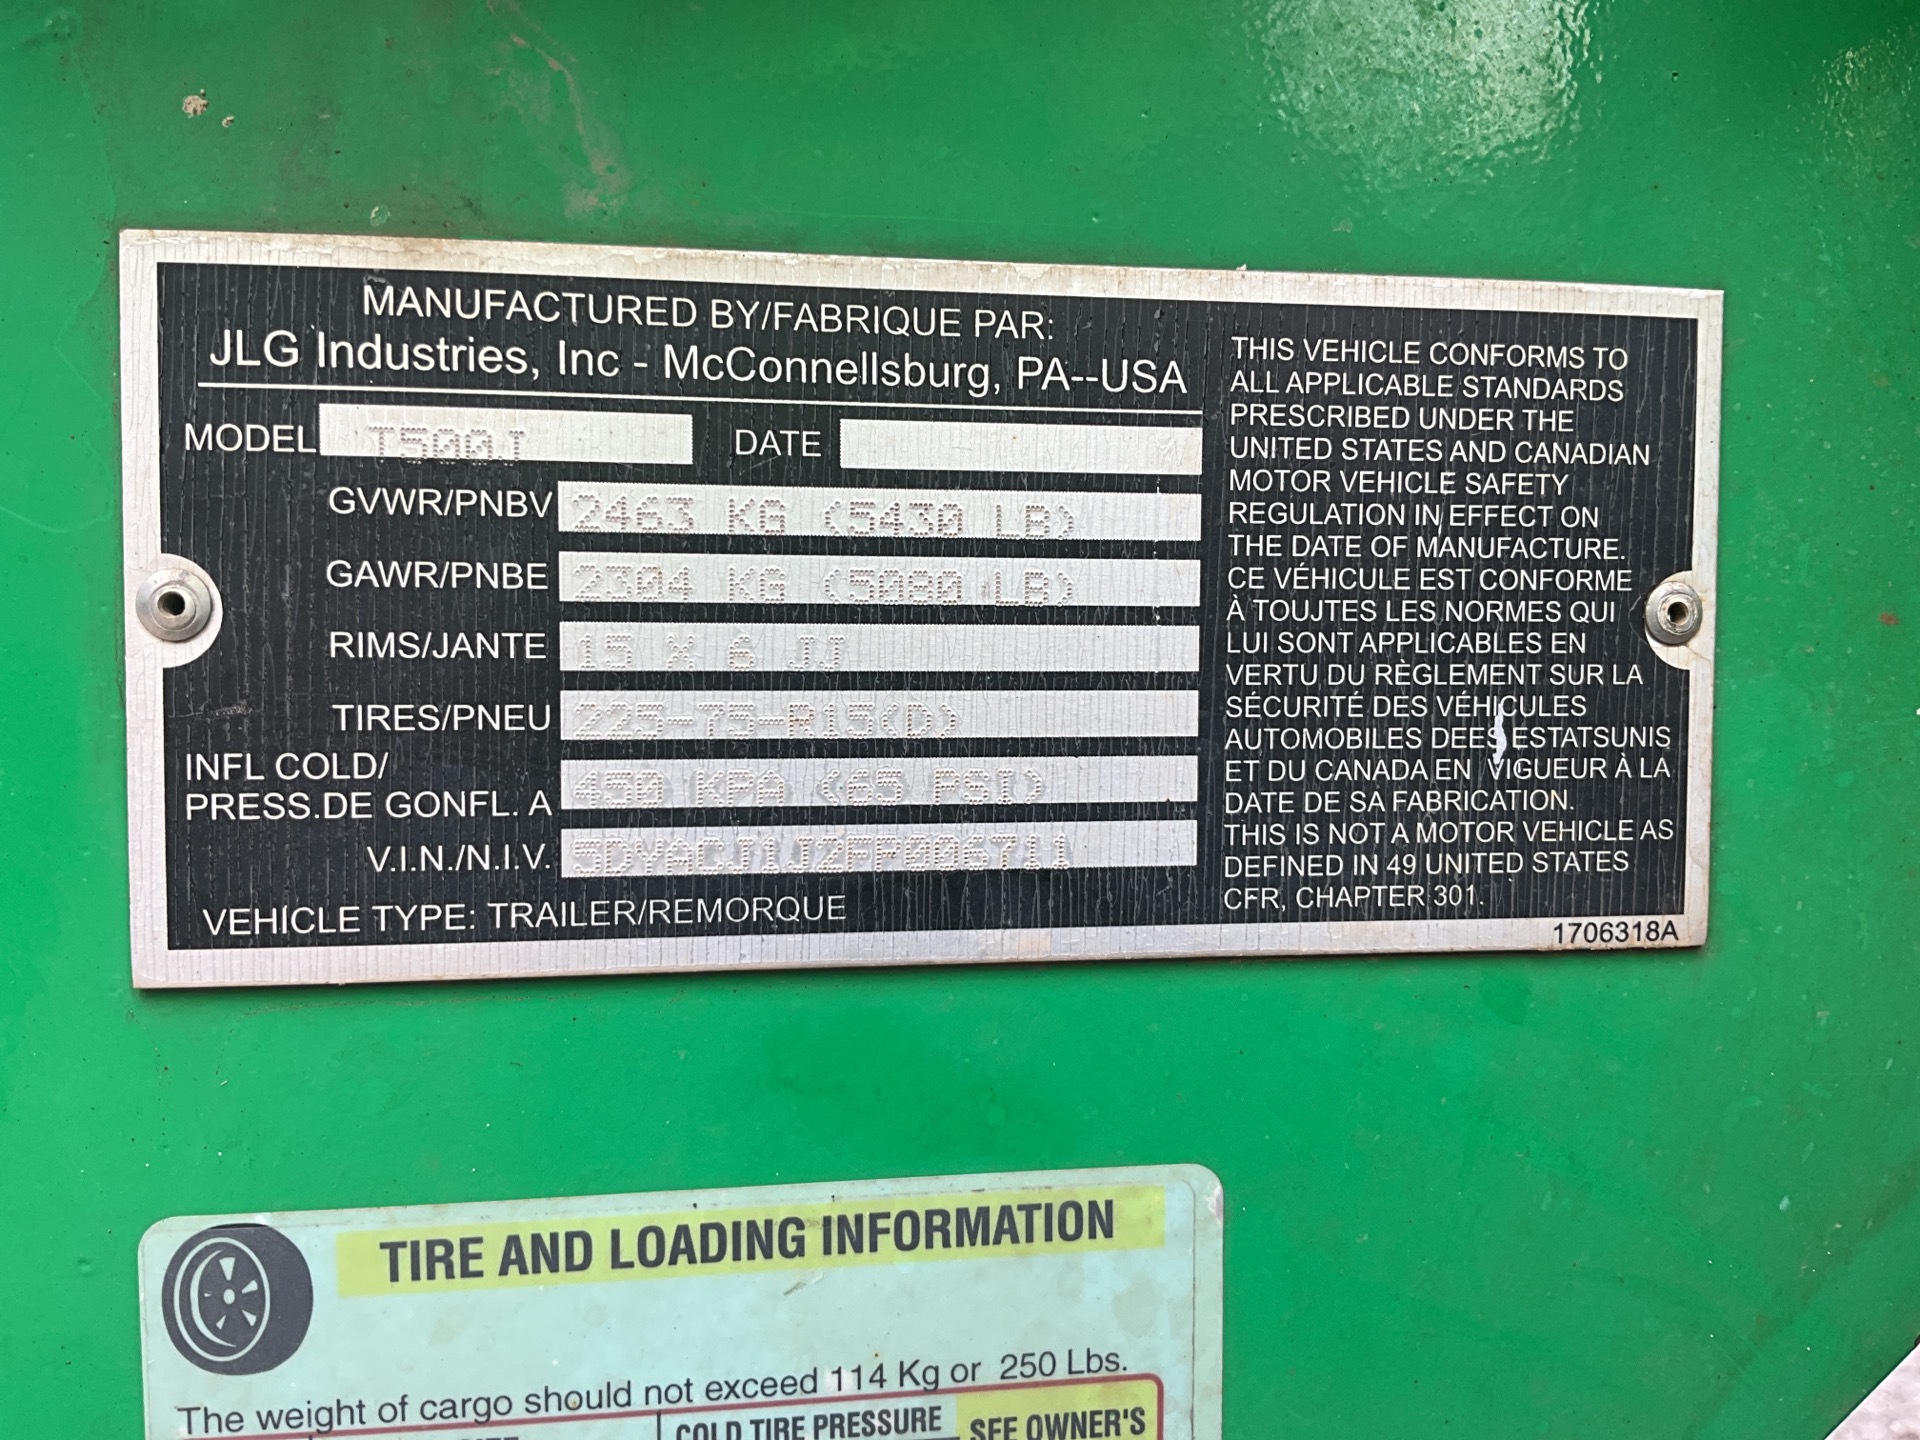 MANUFACTURED BY/FABRIQUE PAR:
JLG Industries, Inc - McConnellsburg, PA--USA
MODEL T500J DATE
GVWR/PNBV 2463 KG (5430 LB)
GAWR/PNBE 2304 KG (5080 LB)
RIMS/JANTE 15 X 6 JJ
TIRES/PNEU 225-75-R15(D)
INFL COLD/
PRESS.DE GONFL. A 450 KPA (65 PSI)
V.I.N./N.I.V. 5DYACJ1J2FP006711
VEHICLE TYPE: TRAILER/REMORQUE
THIS VEHICLE CONFORMS TO
ALL APPLICABLE STANDARDS
PRESCRIBED UNDER THE
UNITED STATES AND CANADIAN
MOTOR VEHICLE SAFETY
REGULATION IN EFFECT ON
THE DATE OF MANUFACTURE.
CE VÉHICULE EST CONFORME
À TOUJTES LES NORMES QUI
LUI SONT APPLICABLES EN
VERTU DU RÈGLEMENT SUR LA
SÉCURITÉ DES VÉHICULES
AUTOMOBILES DEES ESTATSUNIS
ET DU CANADA EN VIGUEUR À LA
DATE DE SA FABRICATION.
THIS IS NOT A MOTOR VEHICLE AS
DEFINED IN 49 UNITED STATES
CFR, CHAPTER 301.
1706318A
TIRE AND LOADING INFORMATION
The weight of cargo should not exceed 114 Kg or 250 Lbs.
COLD TIRE PRESSURE SEE OWNER'S